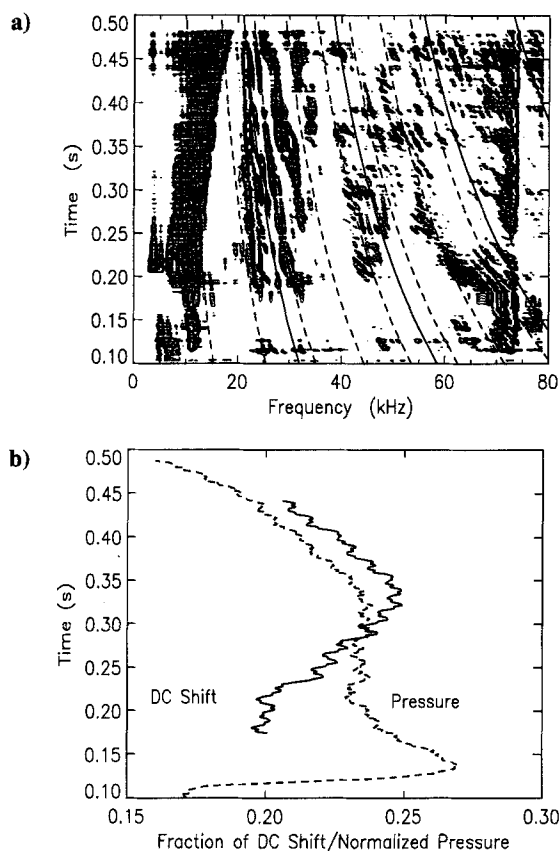 a)
0.50
0.45
0.40
0.35
0.30
0.25
0.20
0.15
0.10
Time (s)
0 20 40 60 80
Frequency (kHz)
b)
0.50
0.45
0.40
0.35
0.30
0.25
0.20
0.15
0.10
Time (s)
DC Shift
Pressure
0.15 0.20 0.25 0.30
Fraction of DC Shift/Normalized Pressure